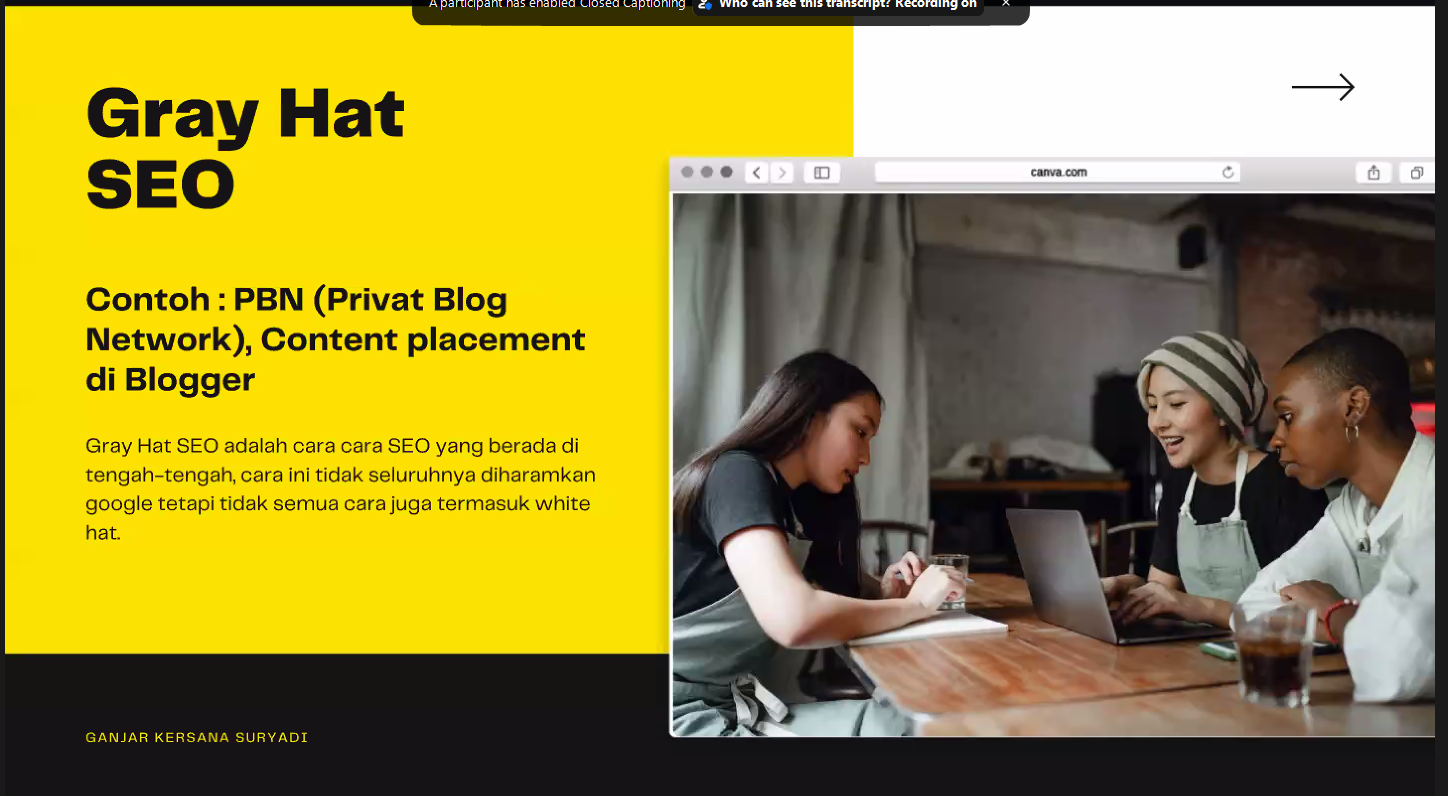 A participant has enabled Closed Captioning
Who can see this transcript? Recording on
Gray Hat
SEO
canva.com
Contoh : PBN (Privat Blog
Network), Content placement
di Blogger
Gray Hat SEO adalah cara cara SEO yang berada di
tengah-tengah, cara ini tidak seluruhnya diharamkan
google tetapi tidak semua cara juga termasuk white
hat.
GANJAR KERSANA SURYADI